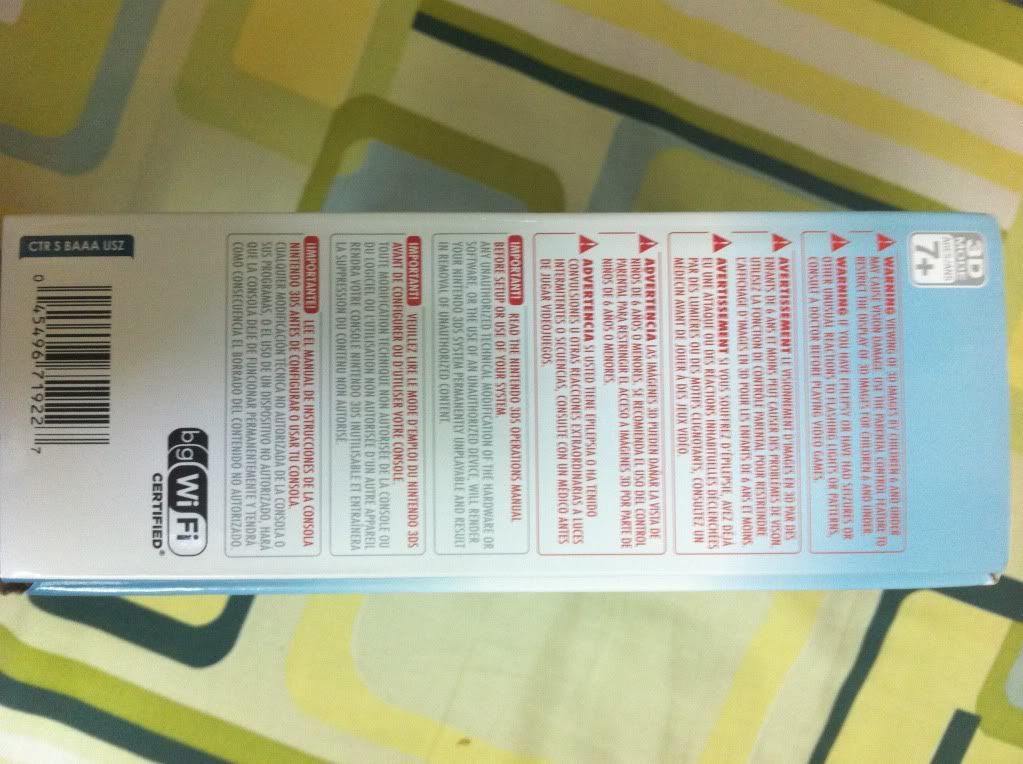 3D
MODE
AVEC/MED
7+
WARNING VIEWING OF 3D IMAGES BY CHILDREN 6 AND UNDER
MAY CAUSE VISION DAMAGE. USE THE PARENTAL CONTROL FEATURE TO
RESTRICT THE DISPLAY OF 3D IMAGES FOR CHILDREN 6 AND UNDER.
WARNING IF YOU HAVE EPILEPSY OR HAVE HAD SEIZURES OR
OTHER UNUSUAL REACTIONS TO FLASHING LIGHTS OR PATTERNS,
CONSULT A DOCTOR BEFORE PLAYING VIDEO GAMES.
AVERTISSEMENT LE VISIONNEMENT D'IMAGES EN 3D PAR DES
ENFANTS DE 6 ANS ET MOINS PEUT CAUSER DES PROBLÈMES DE VISION.
UTILISEZ LA FONCTION DE CONTRÔLE PARENTAL POUR RESTREINDRE
L'AFFICHAGE D'IMAGES EN 3D POUR LES ENFANTS DE 6 ANS ET MOINS.
AVERTISSEMENT SI VOUS SOUFFREZ D'ÉPILEPSIE, AVEZ DÉJÀ
EU UNE ATTAQUE OU DES RÉACTIONS INHABITUELLES DÉCLENCHÉES
PAR DES LUMIÈRES OU DES MOTIFS CLIGNOTANTS, CONSULTEZ UN
MÉDECIN AVANT DE JOUER À DES JEUX VIDÉO.
ADVERTENCIA LAS IMÁGENES 3D PUEDEN DAÑAR LA VISTA DE
NIÑOS DE 6 AÑOS O MENORES. SE RECOMIENDA EL USO DEL CONTROL
PARENTAL PARA RESTRINGIR EL ACCESO A IMÁGENES 3D POR PARTE DE
NIÑOS DE 6 AÑOS O MENORES.
ADVERTENCIA SI USTED TIENE EPILEPSIA O HA TENIDO
CONVULSIONES U OTRAS REACCIONES EXTRAORDINARIAS A LUCES
INTERMITENTES O SECUENCIAS, CONSULTE CON UN MÉDICO ANTES
DE JUGAR VIDEOJUEGOS.
IMPORTANT! READ THE NINTENDO 3DS OPERATIONS MANUAL
BEFORE SETUP OR USE OF YOUR SYSTEM.
ANY UNAUTHORIZED TECHNICAL MODIFICATION OF THE HARDWARE OR
SOFTWARE, OR THE USE OF AN UNAUTHORIZED DEVICE, WILL RENDER
YOUR NINTENDO 3DS SYSTEM PERMANENTLY UNPLAYABLE AND RESULT
IN REMOVAL OF UNAUTHORIZED CONTENT.
IMPORTANT! VEUILLEZ LIRE LE MODE D'EMPLOI DU NINTENDO 3DS
AVANT DE CONFIGURER OU D'UTILISER VOTRE CONSOLE.
TOUTE MODIFICATION TECHNIQUE NON AUTORISÉE DE LA CONSOLE OU
DU LOGICIEL OU L'UTILISATION NON AUTORISÉE D'UN AUTRE APPAREIL
RENDRA VOTRE CONSOLE NINTENDO 3DS INUTILISABLE ET ENTRAÎNERA
LA SUPPRESSION DU CONTENU NON AUTORISÉ.
¡IMPORTANTE! LEE EL MANUAL DE INSTRUCCIONES DE LA CONSOLA
NINTENDO 3DS ANTES DE CONFIGURAR O USAR TU CONSOLA.
CUALQUIER MODIFICACIÓN TÉCNICA NO AUTORIZADA DE LA CONSOLA O
SUS PROGRAMAS, O EL USO DE UN DISPOSITIVO NO AUTORIZADO, HARÁ
QUE LA CONSOLA DEJE DE FUNCIONAR PERMANENTEMENTE Y TENDRÁ
COMO CONSECUENCIA EL BORRADO DEL CONTENIDO NO AUTORIZADO.
bg Wi Fi
CERTIFIED®
CTR S BAAA USZ
0 45496 71922 7